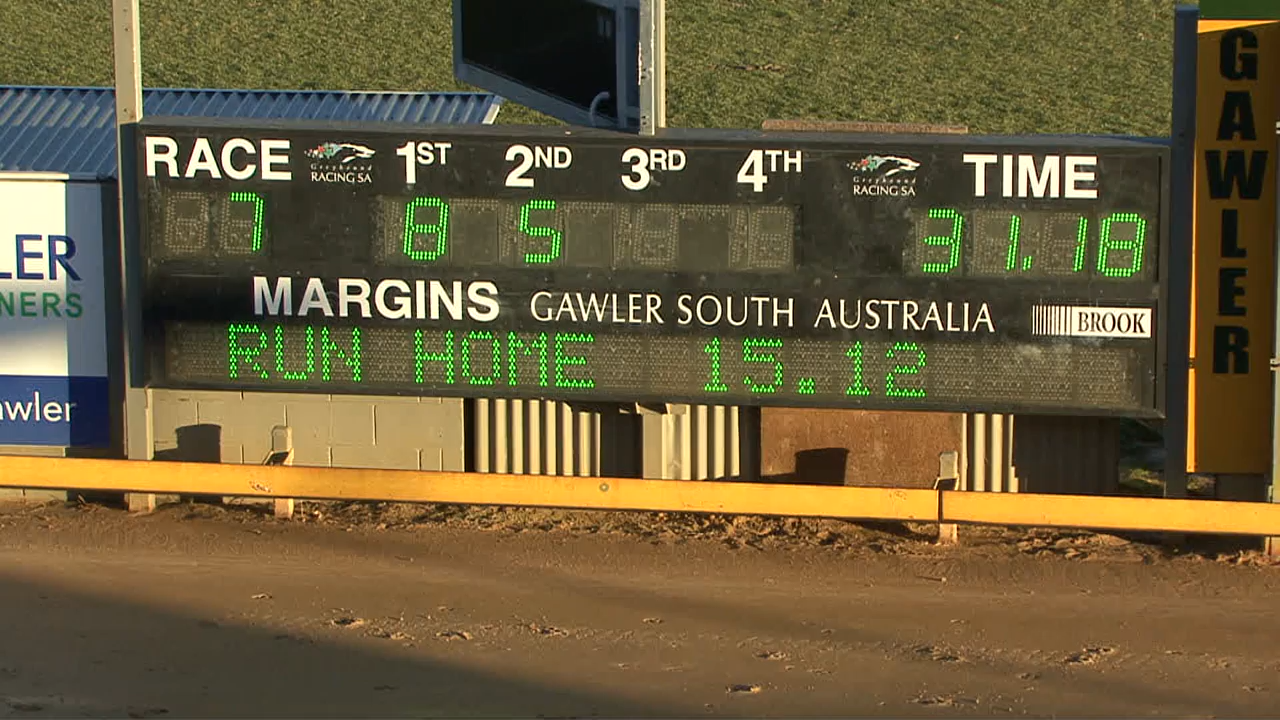 RACE Greyhound RACING SA 1ST 2ND 3RD 4TH Greyhound RACING SA TIME
7 8 5 31.18
MARGINS GAWLER SOUTH AUSTRALIA BROOK
RUN HOME 15.12
LER
NERS
awler
GAWLER